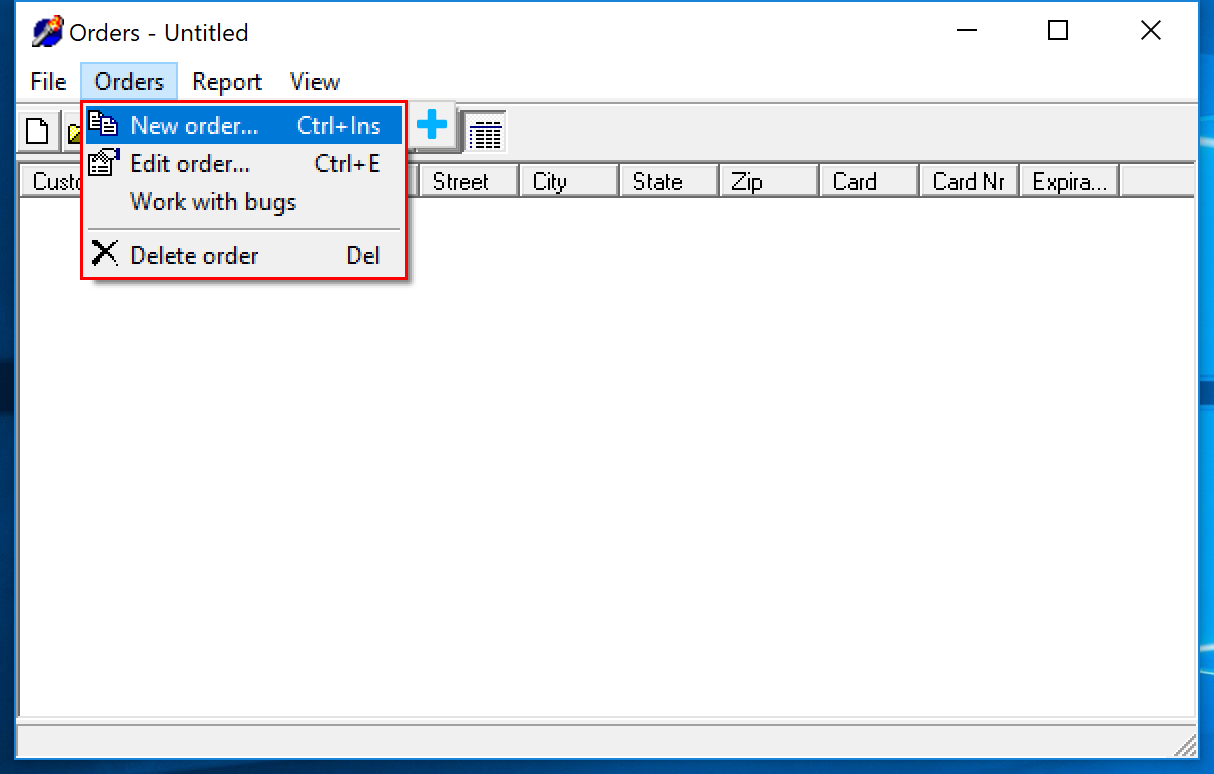 Orders - Untitled
File Orders Report View
New order... Ctrl+Ins
Edit order... Ctrl+E
Work with bugs
Delete order Del
Street City State Zip Card Card Nr Expira...